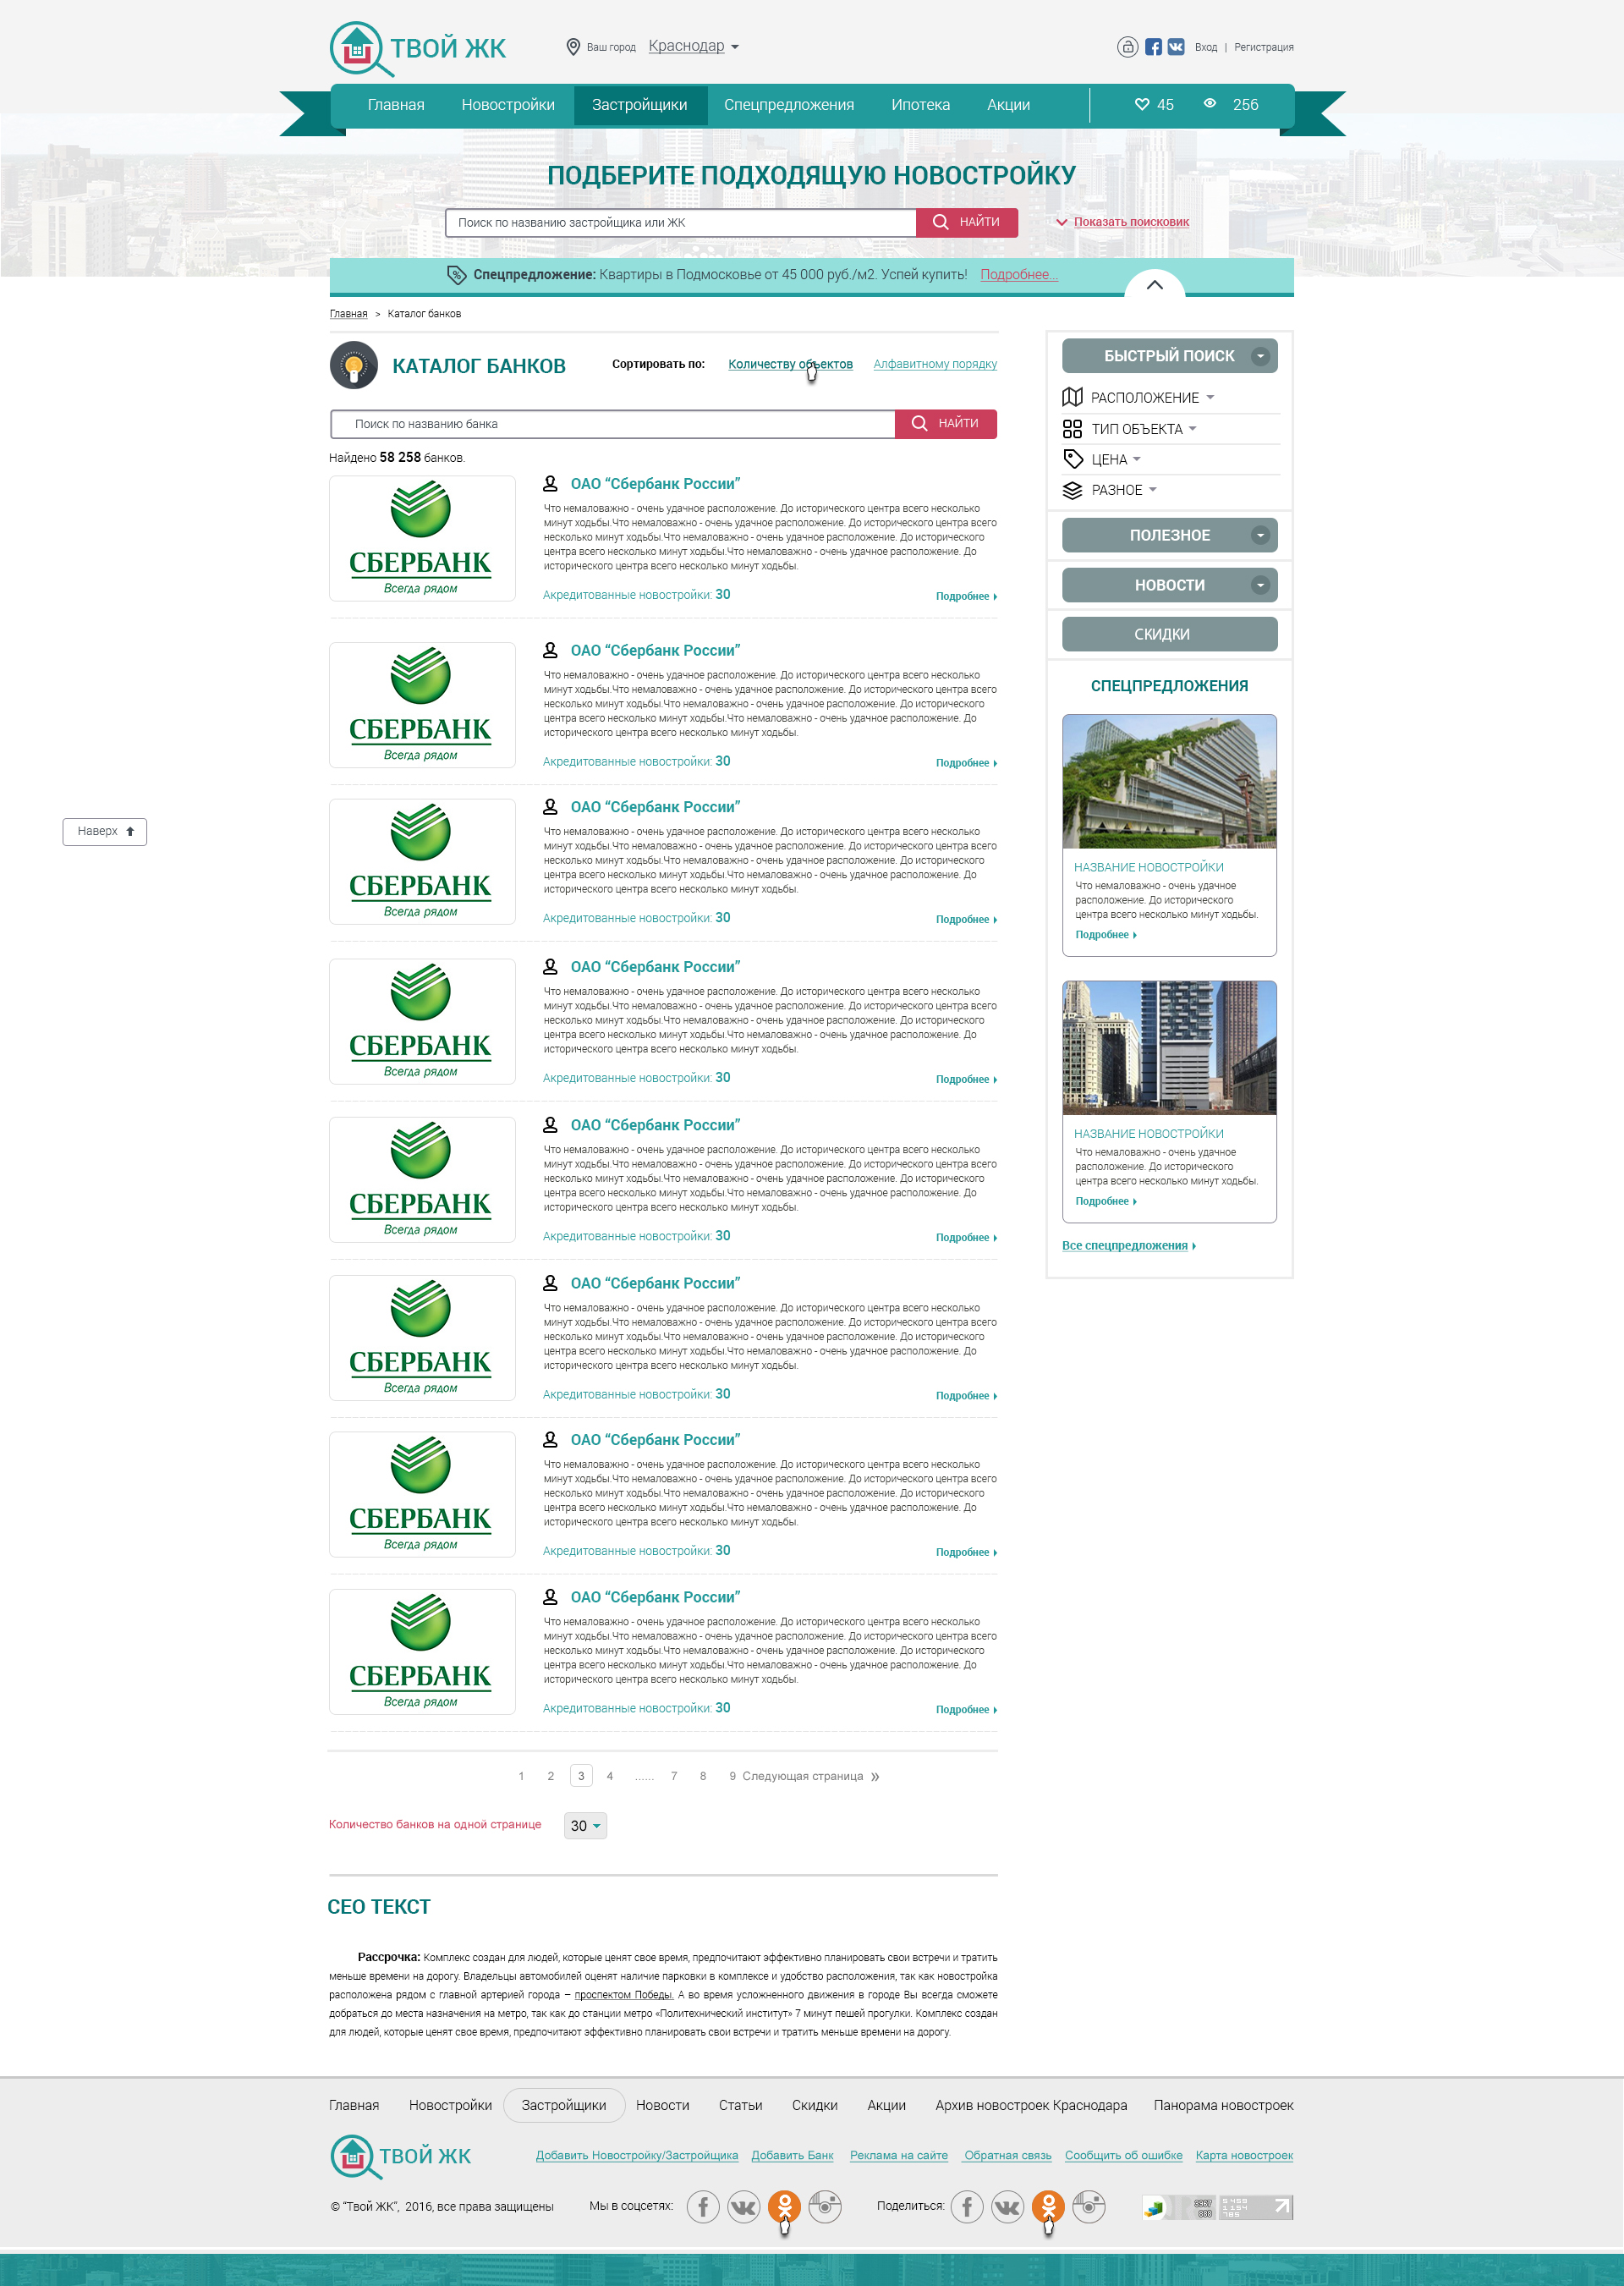 ТВОЙ ЖК
Ваш город Краснодар
Вход | Регистрация
Главная Новостройки Застройщики Спецпредложения Ипотека Акции 45 256
ПОДБЕРИТЕ ПОДХОДЯЩУЮ НОВОСТРОЙКУ
Поиск по названию застройщика или ЖК НАЙТИ Показать поисковик
Спецпредложение: Квартиры в Подмосковье от 45 000 руб./м2. Успей купить! Подробнее...
Главная > Каталог банков
КАТАЛОГ БАНКОВ Сортировать по: Количеству объектов Алфавитному порядку
Поиск по названию банка НАЙТИ
Найдено 58 258 банков.
СБЕРБАНК
Всегда рядом
ОАО “Сбербанк России”
Что немаловажно - очень удачное расположение. До исторического центра всего несколько
минут ходьбы.Что немаловажно - очень удачное расположение. До исторического центра всего
несколько минут ходьбы.Что немаловажно - очень удачное расположение. До исторического
центра всего несколько минут ходьбы.Что немаловажно - очень удачное расположение. До
исторического центра всего несколько минут ходьбы.
Акредитованные новостройки: 30 Подробнее
СБЕРБАНК
Всегда рядом
ОАО “Сбербанк России”
Что немаловажно - очень удачное расположение. До исторического центра всего несколько
минут ходьбы.Что немаловажно - очень удачное расположение. До исторического центра всего
несколько минут ходьбы.Что немаловажно - очень удачное расположение. До исторического
центра всего несколько минут ходьбы.Что немаловажно - очень удачное расположение. До
исторического центра всего несколько минут ходьбы.
Акредитованные новостройки: 30 Подробнее
СБЕРБАНК
Всегда рядом
ОАО “Сбербанк России”
Что немаловажно - очень удачное расположение. До исторического центра всего несколько
минут ходьбы.Что немаловажно - очень удачное расположение. До исторического центра всего
несколько минут ходьбы.Что немаловажно - очень удачное расположение. До исторического
центра всего несколько минут ходьбы.Что немаловажно - очень удачное расположение. До
исторического центра всего несколько минут ходьбы.
Акредитованные новостройки: 30 Подробнее
СБЕРБАНК
Всегда рядом
ОАО “Сбербанк России”
Что немаловажно - очень удачное расположение. До исторического центра всего несколько
минут ходьбы.Что немаловажно - очень удачное расположение. До исторического центра всего
несколько минут ходьбы.Что немаловажно - очень удачное расположение. До исторического
центра всего несколько минут ходьбы.Что немаловажно - очень удачное расположение. До
исторического центра всего несколько минут ходьбы.
Акредитованные новостройки: 30 Подробнее
СБЕРБАНК
Всегда рядом
ОАО “Сбербанк России”
Что немаловажно - очень удачное расположение. До исторического центра всего несколько
минут ходьбы.Что немаловажно - очень удачное расположение. До исторического центра всего
несколько минут ходьбы.Что немаловажно - очень удачное расположение. До исторического
центра всего несколько минут ходьбы.Что немаловажно - очень удачное расположение. До
исторического центра всего несколько минут ходьбы.
Акредитованные новостройки: 30 Подробнее
СБЕРБАНК
Всегда рядом
ОАО “Сбербанк России”
Что немаловажно - очень удачное расположение. До исторического центра всего несколько
минут ходьбы.Что немаловажно - очень удачное расположение. До исторического центра всего
несколько минут ходьбы.Что немаловажно - очень удачное расположение. До исторического
центра всего несколько минут ходьбы.Что немаловажно - очень удачное расположение. До
исторического центра всего несколько минут ходьбы.
Акредитованные новостройки: 30 Подробнее
СБЕРБАНК
Всегда рядом
ОАО “Сбербанк России”
Что немаловажно - очень удачное расположение. До исторического центра всего несколько
минут ходьбы.Что немаловажно - очень удачное расположение. До исторического центра всего
несколько минут ходьбы.Что немаловажно - очень удачное расположение. До исторического
центра всего несколько минут ходьбы.Что немаловажно - очень удачное расположение. До
исторического центра всего несколько минут ходьбы.
Акредитованные новостройки: 30 Подробнее
СБЕРБАНК
Всегда рядом
ОАО “Сбербанк России”
Что немаловажно - очень удачное расположение. До исторического центра всего несколько
минут ходьбы.Что немаловажно - очень удачное расположение. До исторического центра всего
несколько минут ходьбы.Что немаловажно - очень удачное расположение. До исторического
центра всего несколько минут ходьбы.Что немаловажно - очень удачное расположение. До
исторического центра всего несколько минут ходьбы.
Акредитованные новостройки: 30 Подробнее
Наверх
БЫСТРЫЙ ПОИСК
РАСПОЛОЖЕНИЕ
ТИП ОБЪЕКТА
ЦЕНА
РАЗНОЕ
ПОЛЕЗНОЕ
НОВОСТИ
СКИДКИ
СПЕЦПРЕДЛОЖЕНИЯ
НАЗВАНИЕ НОВОСТРОЙКИ
Что немаловажно - очень удачное
расположение. До исторического
центра всего несколько минут ходьбы.
Подробнее
НАЗВАНИЕ НОВОСТРОЙКИ
Что немаловажно - очень удачное
расположение. До исторического
центра всего несколько минут ходьбы.
Подробнее
Все спецпредложения
1 2 3 4 ...... 7 8 9 Следующая страница »
Количество банков на одной странице 30
СЕО ТЕКСТ
Рассрочка: Комплекс создан для людей, которые ценят свое время, предпочитают эффективно планировать свои встречи и тратить
меньше времени на дорогу. Владельцы автомобилей оценят наличие парковки в комплексе и удобство расположения, так как новостройка
расположена рядом с главной артерией города – проспектом Победы. А во время усложненного движения в городе Вы всегда сможете
добраться до места назначения на метро, так как до станции метро «Политехнический институт» 7 минут пешей прогулки. Комплекс создан
для людей, которые ценят свое время, предпочитают эффективно планировать свои встречи и тратить меньше времени на дорогу.
Главная Новостройки Застройщики Новости Статьи Скидки Акции Архив новостроек Краснодара Панорама новостроек
ТВОЙ ЖК
Добавить Новостройку/Застройщика Добавить Банк Реклама на сайте Обратная связь Сообщить об ошибке Карта новостроек
© “Твой ЖК“, 2016, все права защищены Мы в соцсетях: Поделиться: